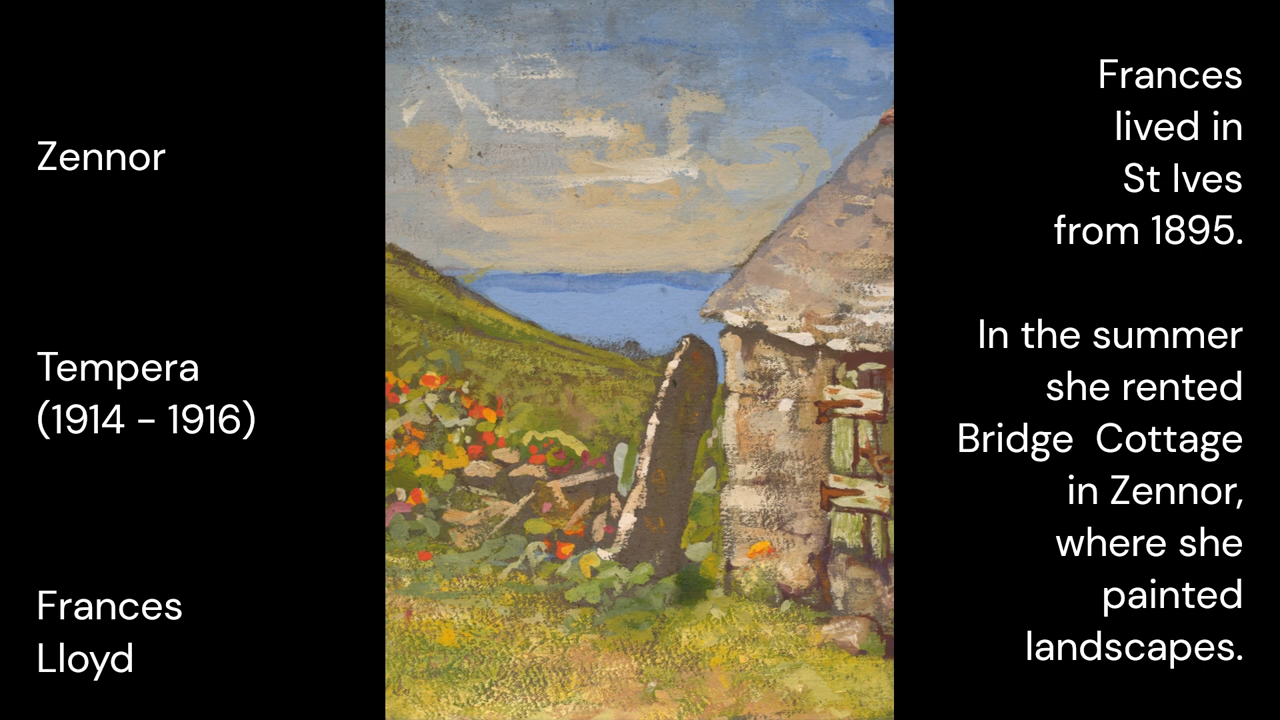 Zennor
Tempera
(1914 – 1916)
Frances
Lloyd
Frances
lived in
St Ives
from 1895.
In the summer
she rented
Bridge  Cottage
in Zennor,
where she
painted
landscapes.